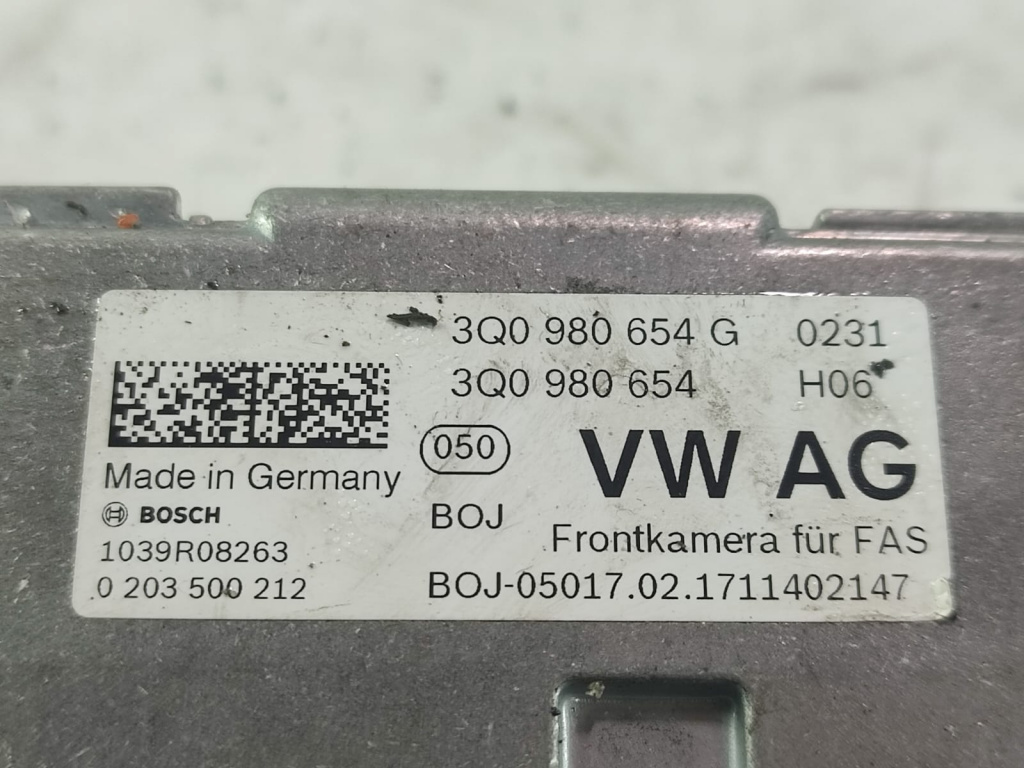 3Q0 980 654 G 0231
3Q0 980 654 H06
050
VW AG
Made in Germany
BOSCH
BOJ
Frontkamera für FAS
1039R08263
0 203 500 212
BOJ-05017.02.1711402147